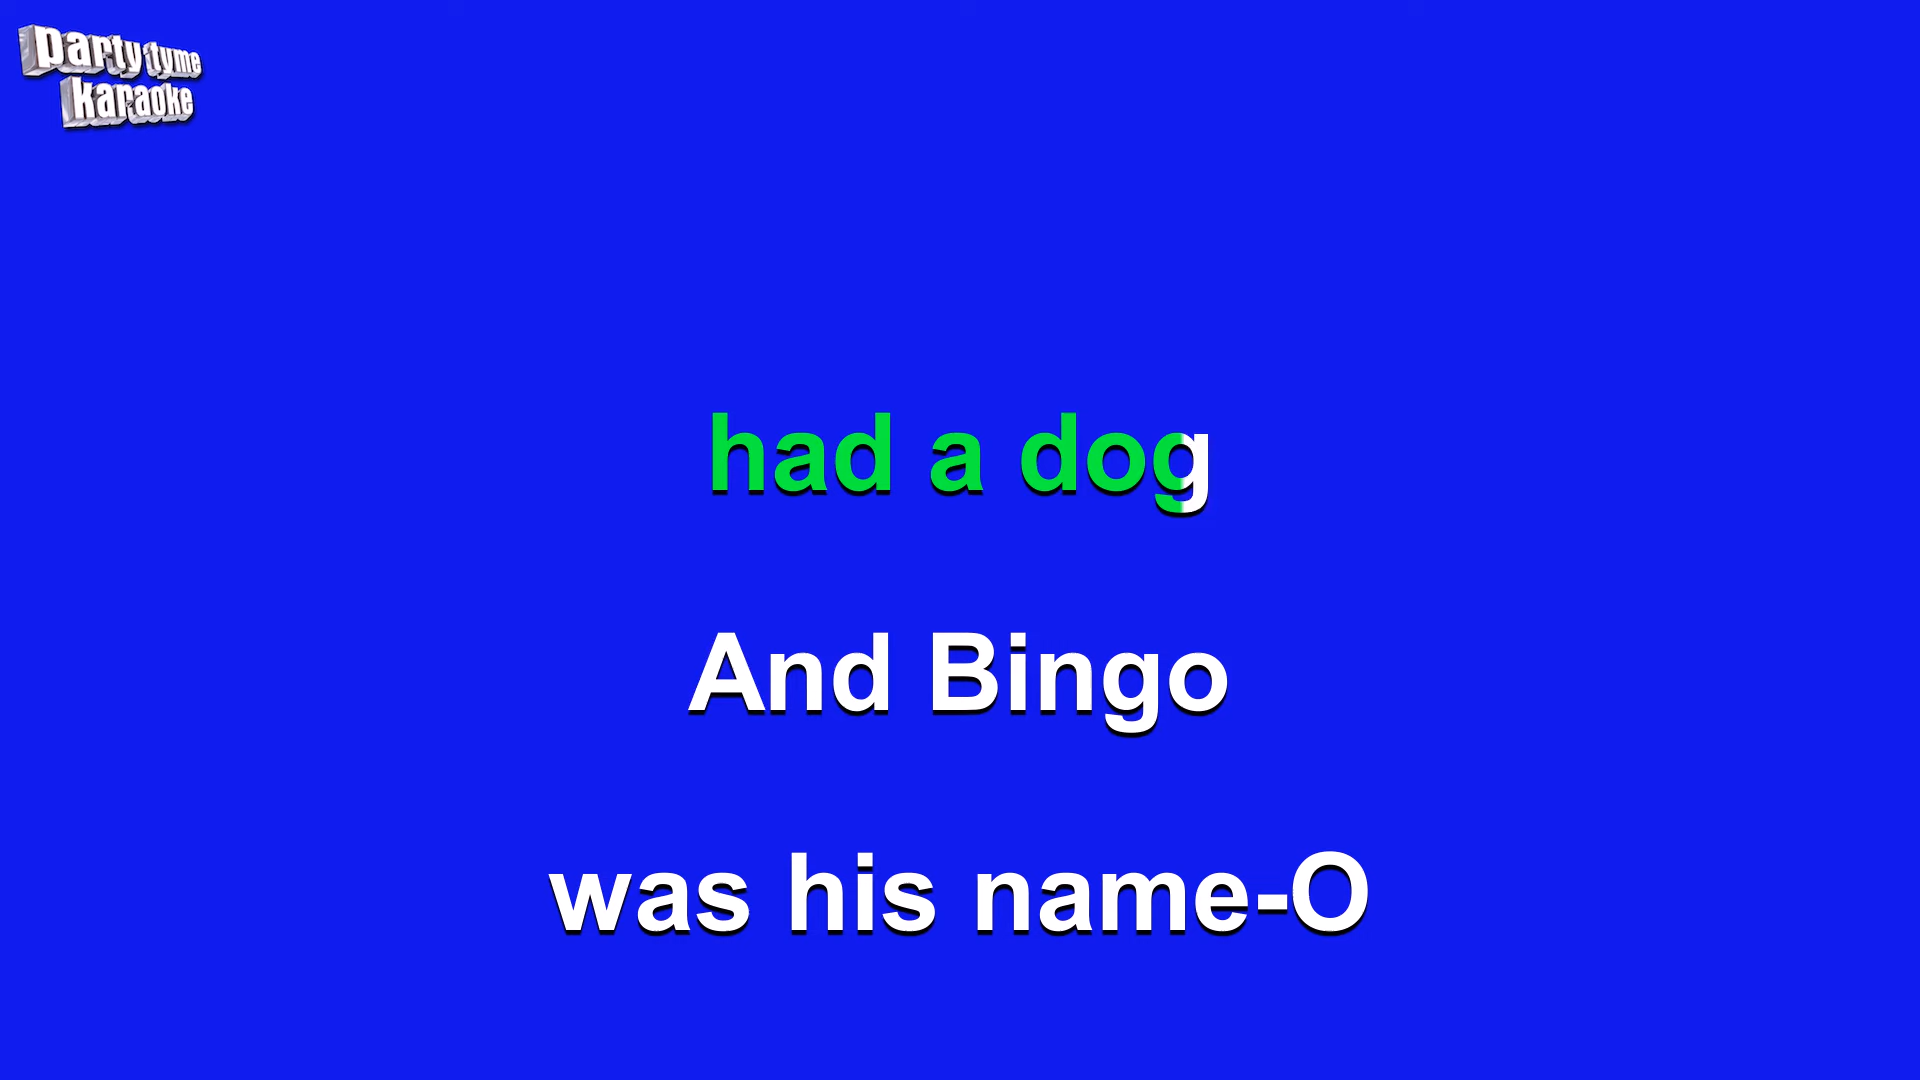 party tyme
karaoke
had a dog
And Bingo
was his name-O